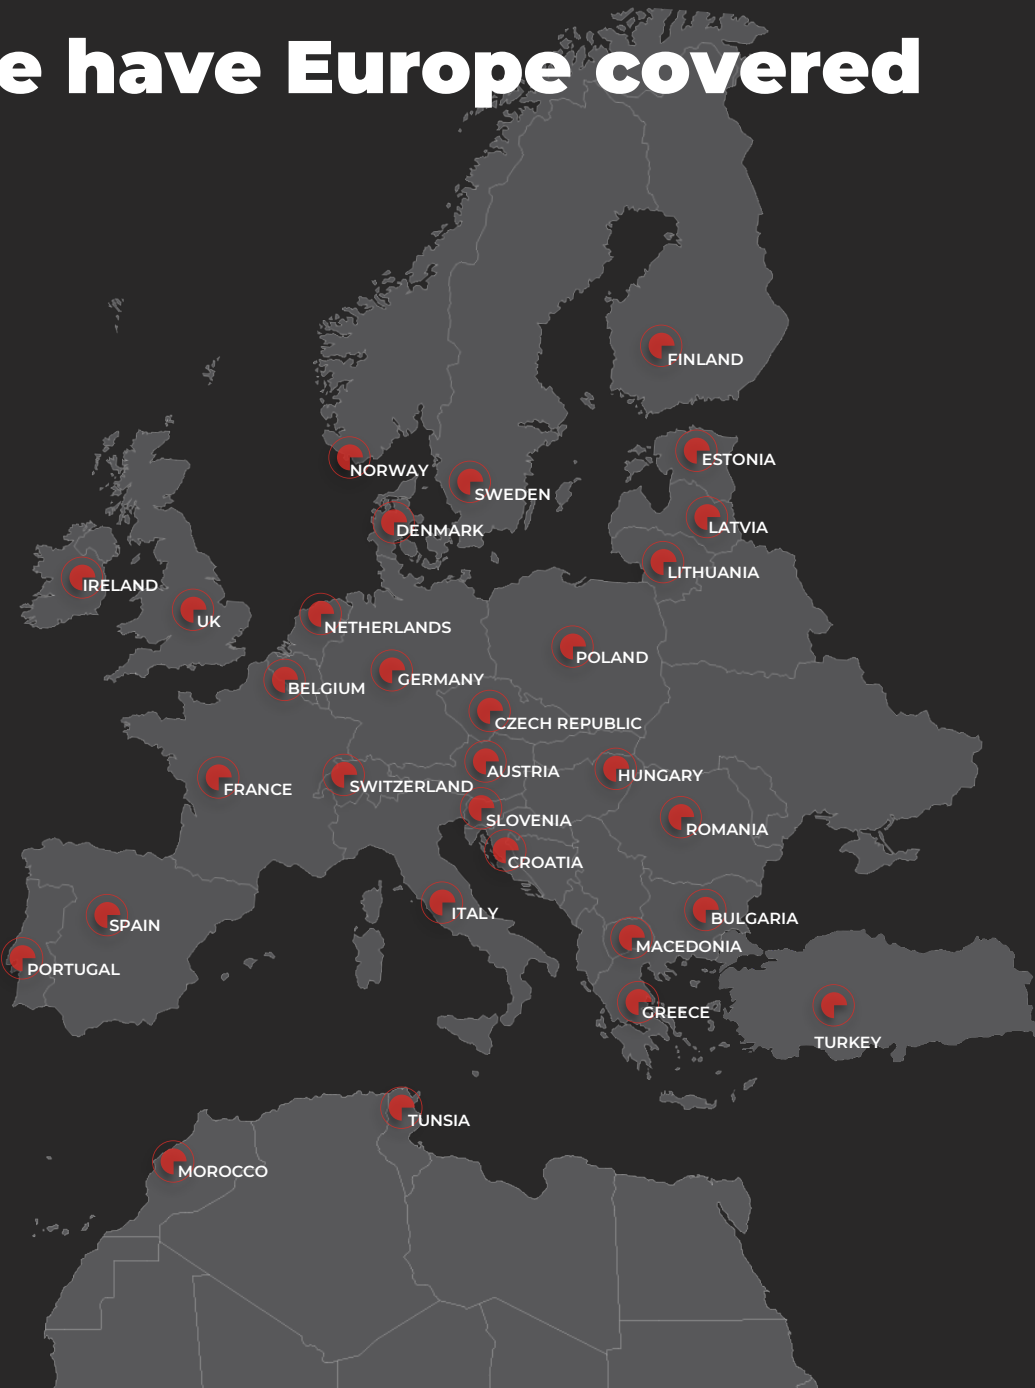 e have Europe covered
FINLAND
ESTONIA
NORWAY
SWEDEN
LATVIA
DENMARK
LITHUANIA
IRELAND
UK
NETHERLANDS
POLAND
GERMANY
BELGIUM
CZECH REPUBLIC
AUSTRIA
HUNGARY
SWITZERLAND
FRANCE
SLOVENIA
ROMANIA
CROATIA
ITALY
BULGARIA
SPAIN
MACEDONIA
PORTUGAL
GREECE
TURKEY
TUNSIA
MOROCCO